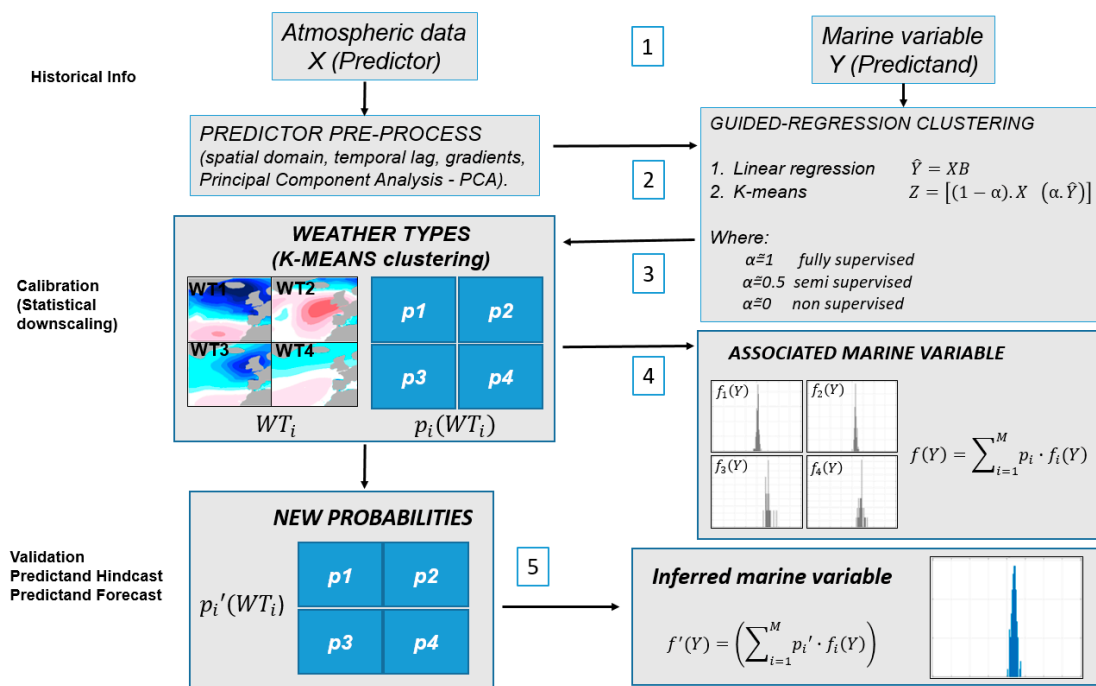 Atmospheric data
X (Predictor)
1
Marine variable
Y (Predictand)
Historical Info
PREDICTOR PRE-PROCESS
(spatial domain, temporal lag, gradients,
Principal Component Analysis - PCA).
2
GUIDED-REGRESSION CLUSTERING
1. Linear regression Ŷ = XB
2. K-means Z = [(1 − α). X (α. Ŷ)]
Where:
α≅1 fully supervised
α≅0.5 semi supervised
α≅0 non supervised
3
Calibration
(Statistical
downscaling)
WEATHER TYPES
(K-MEANS clustering)
WT1 WT2
WT3 WT4
p1 p2
p3 p4
WTᵢ pᵢ(WTᵢ)
4
ASSOCIATED MARINE VARIABLE
f₁(Y) f₂(Y)
f₃(Y) f₄(Y)
f(Y) = ∑ᵢ₌₁ᴹ pᵢ · fᵢ(Y)
Validation
Predictand Hindcast
Predictand Forecast
NEW PROBABILITIES
pᵢ′(WTᵢ)
p1 p2
p3 p4
5
Inferred marine variable
f′(Y) = (∑ᵢ₌₁ᴹ pᵢ′ · fᵢ(Y))